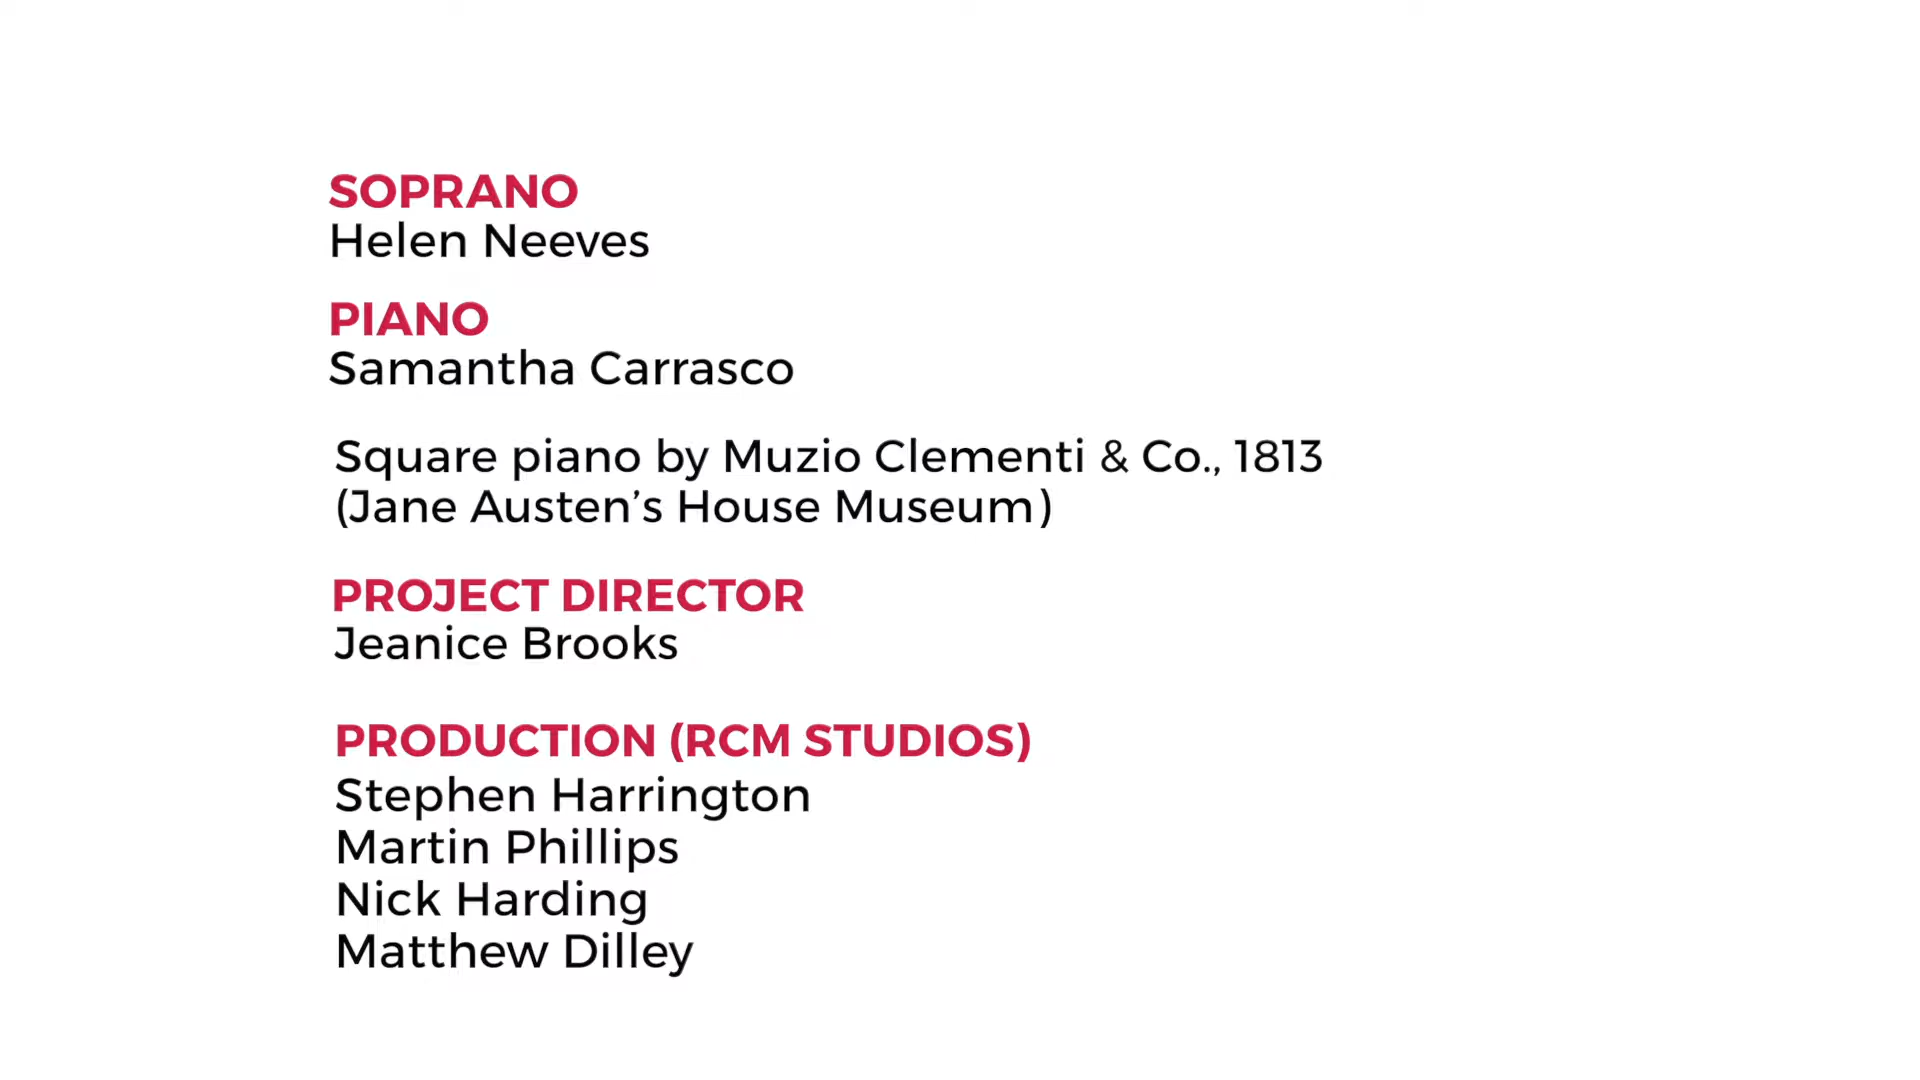 SOPRANO
Helen Neeves
PIANO
Samantha Carrasco
Square piano by Muzio Clementi & Co., 1813
(Jane Austen’s House Museum)
PROJECT DIRECTOR
Jeanice Brooks
PRODUCTION (RCM STUDIOS)
Stephen Harrington
Martin Phillips
Nick Harding
Matthew Dilley